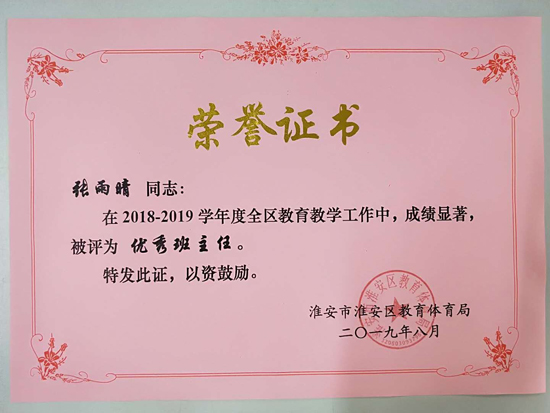 荣誉证书
张雨晴 同志：
在 2018-2019 学年度全区教育教学工作中，成绩显著，
被评为 优秀班主任。
特发此证，以资鼓励。
淮安市淮安区教育体育局
二〇一九年八月